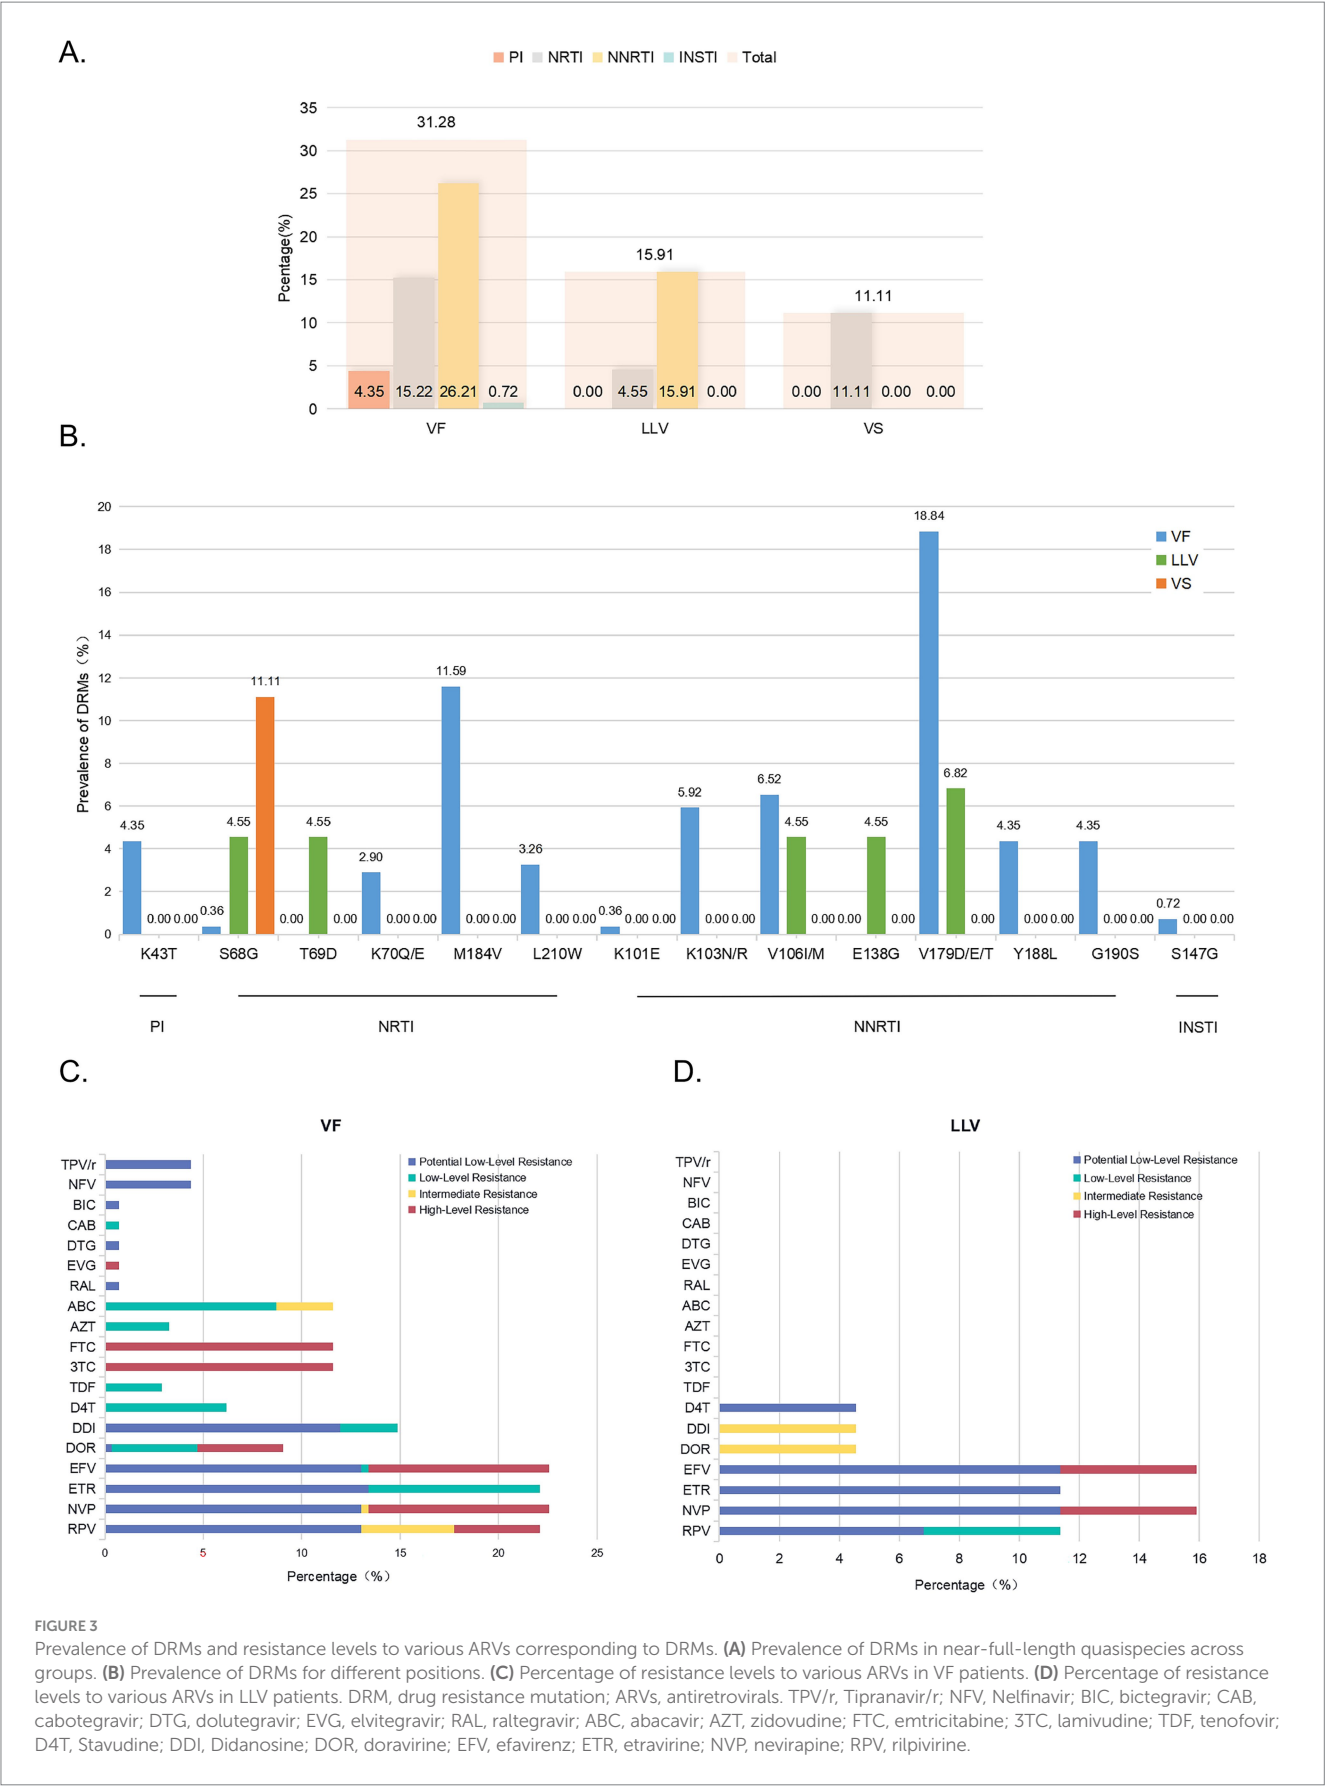 A.
PI NRTI NNRTI INSTI Total
Pcentage(%)
35
30
25
20
15
10
5
0
31.28
15.91
11.11
4.35 15.22 26.21 0.72 0.00 4.55 15.91 0.00 0.00 11.11 0.00 0.00
VF LLV VS
B.
Prevalence of DRMs（%）
20
18
16
14
12
10
8
6
4
2
0
VF
LLV
VS
4.35 0.00 0.00
0.36 4.55 11.11
0.00 4.55 0.00
2.90 0.00 0.00
11.59 0.00 0.00
3.26 0.00 0.00
0.36 0.00 0.00
5.92 0.00 0.00
6.52 4.55 0.00
0.00 4.55 0.00
18.84 6.82 0.00
4.35 0.00 0.00
4.35 0.00 0.00
0.72 0.00 0.00
K43T S68G T69D K70Q/E M184V L210W K101E K103N/R V106I/M E138G V179D/E/T Y188L G190S S147G
PI NRTI NNRTI INSTI
C.
VF
Potential Low-Level Resistance
Low-Level Resistance
Intermediate Resistance
High-Level Resistance
TPV/r
NFV
BIC
CAB
DTG
EVG
RAL
ABC
AZT
FTC
3TC
TDF
D4T
DDI
DOR
EFV
ETR
NVP
RPV
0 5 10 15 20 25
Percentage（%）
D.
LLV
Potential Low-Level Resistance
Low-Level Resistance
Intermediate Resistance
High-Level Resistance
TPV/r
NFV
BIC
CAB
DTG
EVG
RAL
ABC
AZT
FTC
3TC
TDF
D4T
DDI
DOR
EFV
ETR
NVP
RPV
0 2 4 6 8 10 12 14 16 18
Percentage（%）
FIGURE 3
Prevalence of DRMs and resistance levels to various ARVs corresponding to DRMs. (A) Prevalence of DRMs in near-full-length quasispecies across
groups. (B) Prevalence of DRMs for different positions. (C) Percentage of resistance levels to various ARVs in VF patients. (D) Percentage of resistance
levels to various ARVs in LLV patients. DRM, drug resistance mutation; ARVs, antiretrovirals. TPV/r, Tipranavir/r; NFV, Nelfinavir; BIC, bictegravir; CAB,
cabotegravir; DTG, dolutegravir; EVG, elvitegravir; RAL, raltegravir; ABC, abacavir; AZT, zidovudine; FTC, emtricitabine; 3TC, lamivudine; TDF, tenofovir;
D4T, Stavudine; DDI, Didanosine; DOR, doravirine; EFV, efavirenz; ETR, etravirine; NVP, nevirapine; RPV, rilpivirine.